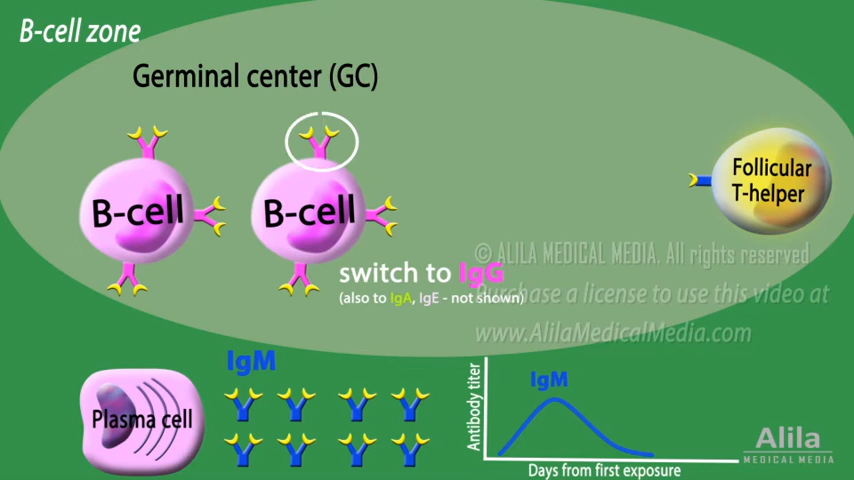 B-cell zone
Germinal center (GC)
B-cell
B-cell
Follicular
T-helper
switch to IgG
(also to IgA, IgE - not shown)
© ALILA MEDICAL MEDIA. All rights reserved
Purchase a license to use this video at
www.AlilaMedicalMedia.com
Plasma cell
IgM
Antibody titer
IgM
Days from first exposure
Alila
MEDICAL MEDIA